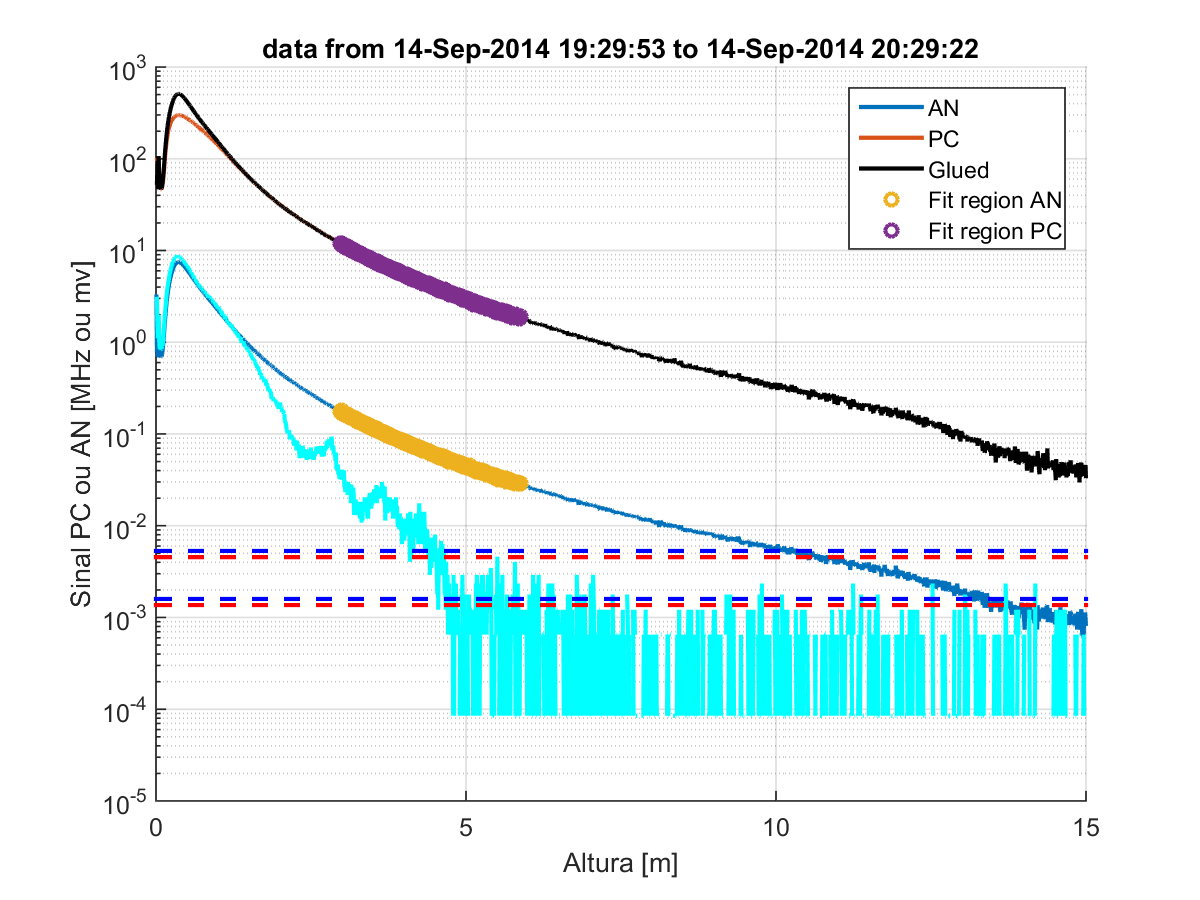 data from 14-Sep-2014 19:29:53 to 14-Sep-2014 20:29:22
Sinal PC ou AN [MHz ou mv]
10^3
10^2
10^1
10^0
10^-1
10^-2
10^-3
10^-4
10^-5
AN
PC
Glued
Fit region AN
Fit region PC
0 5 10 15
Altura [m]